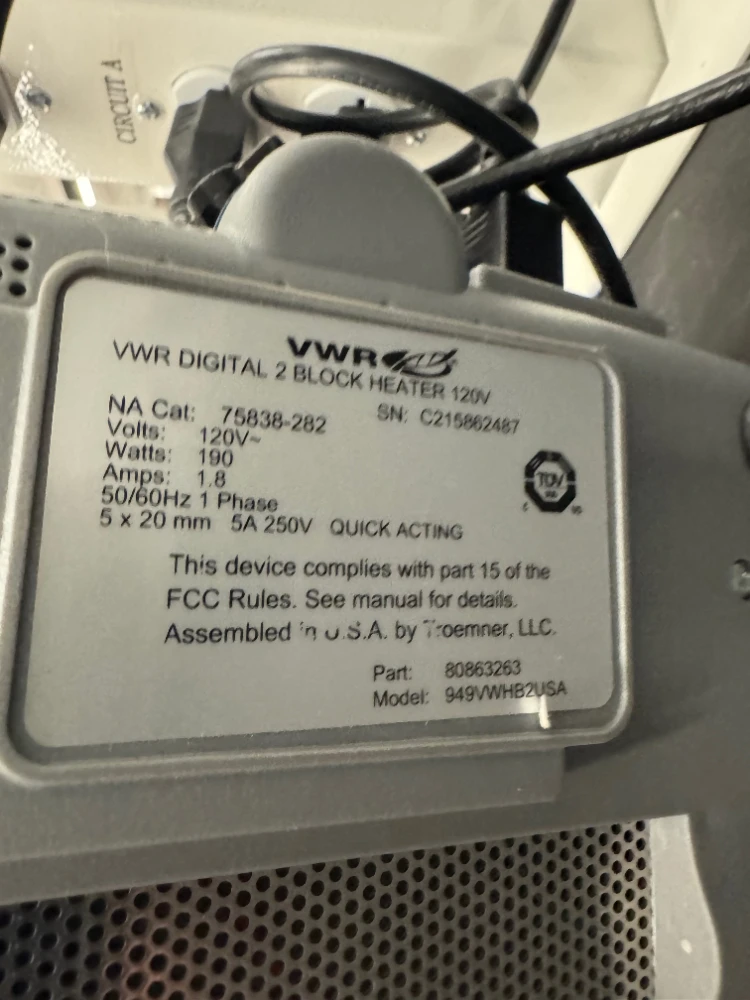 CIRCUIT A
VWR
VWR DIGITAL 2 BLOCK HEATER 120V
NA Cat: 75838-282 SN: C215862487
Volts: 120V~
Watts: 190
Amps: 1.8
50/60Hz 1 Phase
5 x 20 mm 5A 250V QUICK ACTING
TÜV
This device complies with part 15 of the
FCC Rules. See manual for details.
Assembled in U.S.A. by Troemner, LLC.
Part: 80863263
Model: 949VWHB2USA